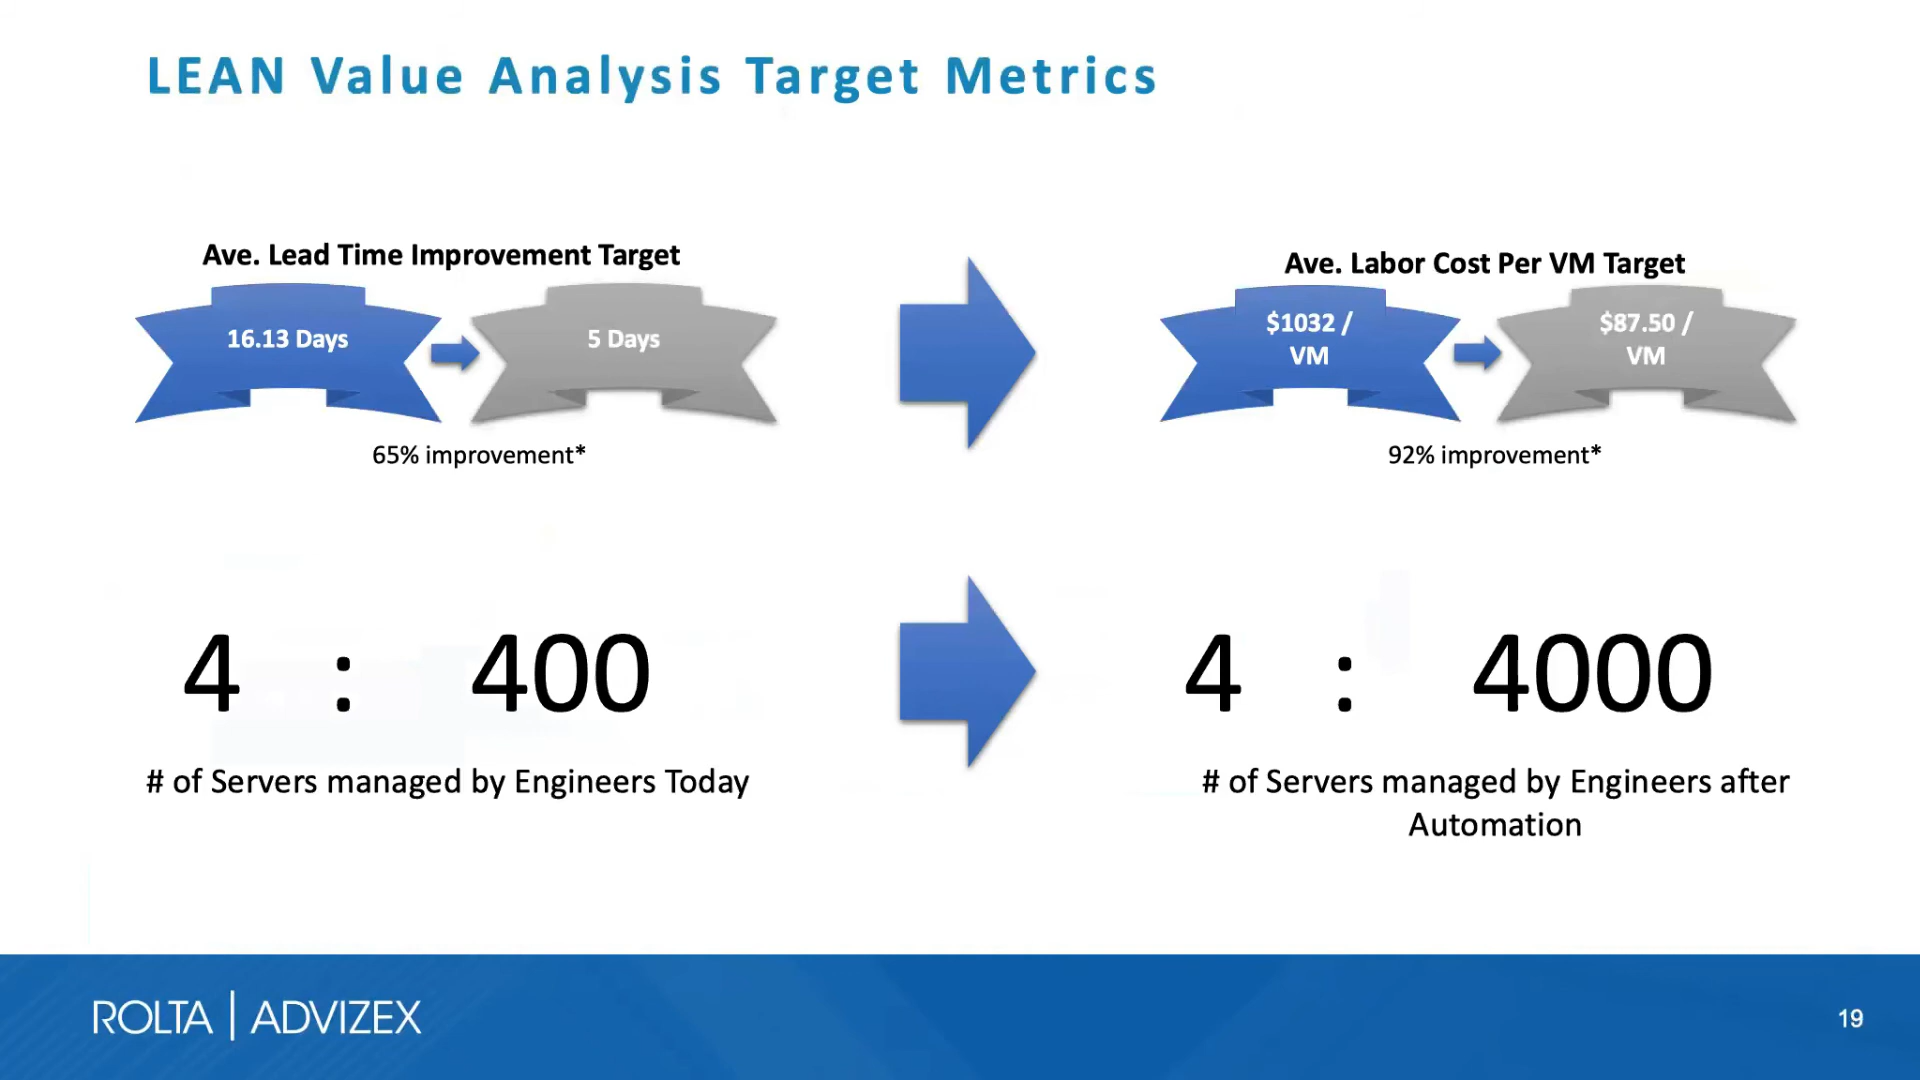 LEAN Value Analysis Target Metrics
Ave. Lead Time Improvement Target
16.13 Days
5 Days
65% improvement*
Ave. Labor Cost Per VM Target
$1032 /
VM
$87.50 /
VM
92% improvement*
4 : 400
# of Servers managed by Engineers Today
4 : 4000
# of Servers managed by Engineers after
Automation
ROLTA | ADVIZEX
19